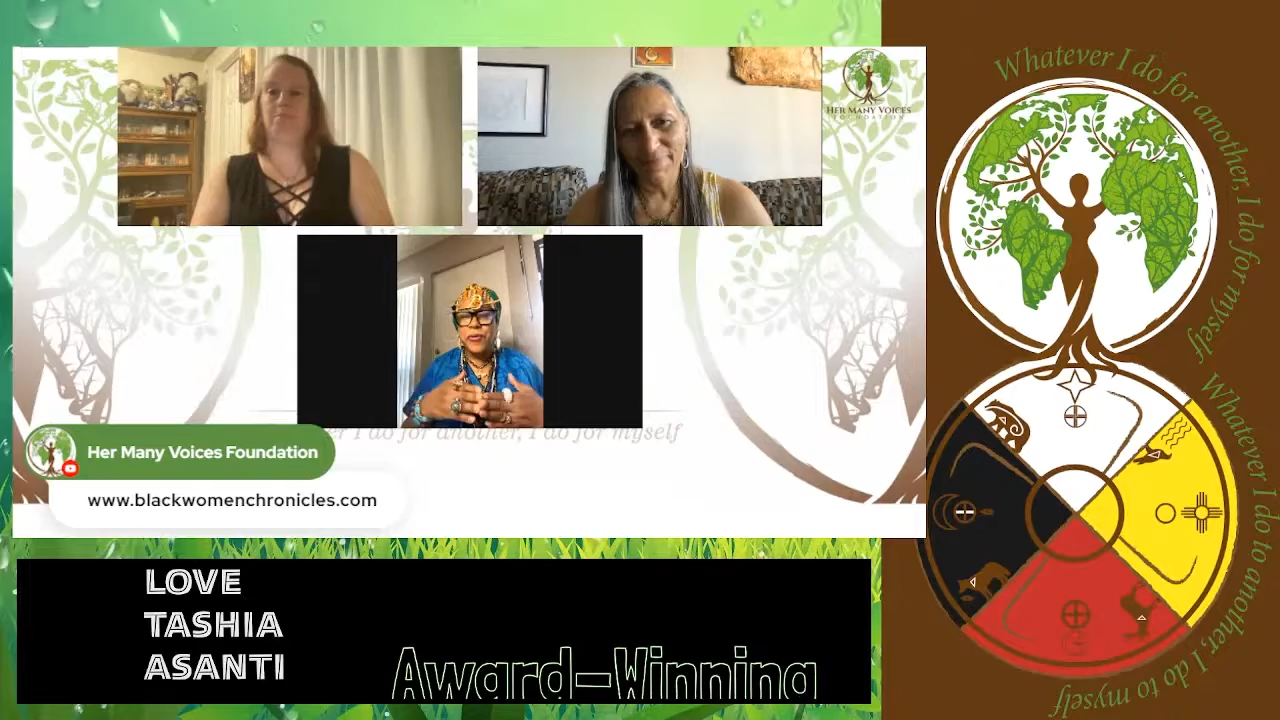 HER MANY VOICES
FOUNDATION
er I do for another, I do for myself
Her Many Voices Foundation
www.blackwomenchronicles.com
LOVE
TASHIA
ASANTI
Award-Winning
Whatever I do for another, I do for myself
Whatever I do to another, I do to myself